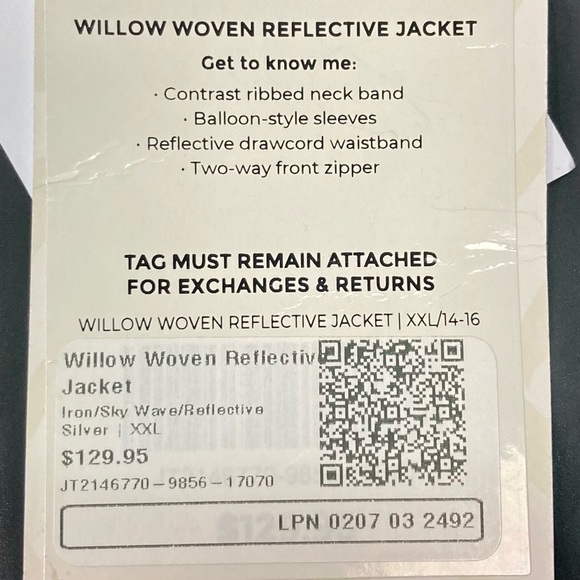 WILLOW WOVEN REFLECTIVE JACKET
Get to know me:
· Contrast ribbed neck band
· Balloon-style sleeves
· Reflective drawcord waistband
· Two-way front zipper
TAG MUST REMAIN ATTACHED
FOR EXCHANGES & RETURNS
WILLOW WOVEN REFLECTIVE JACKET | XXL/14-16
Willow Woven Reflectiv
Jacket
Iron/Sky Wave/Reflective
Silver | XXL
$129.95
JT2146770-9856-17070
LPN 0207 03 2492